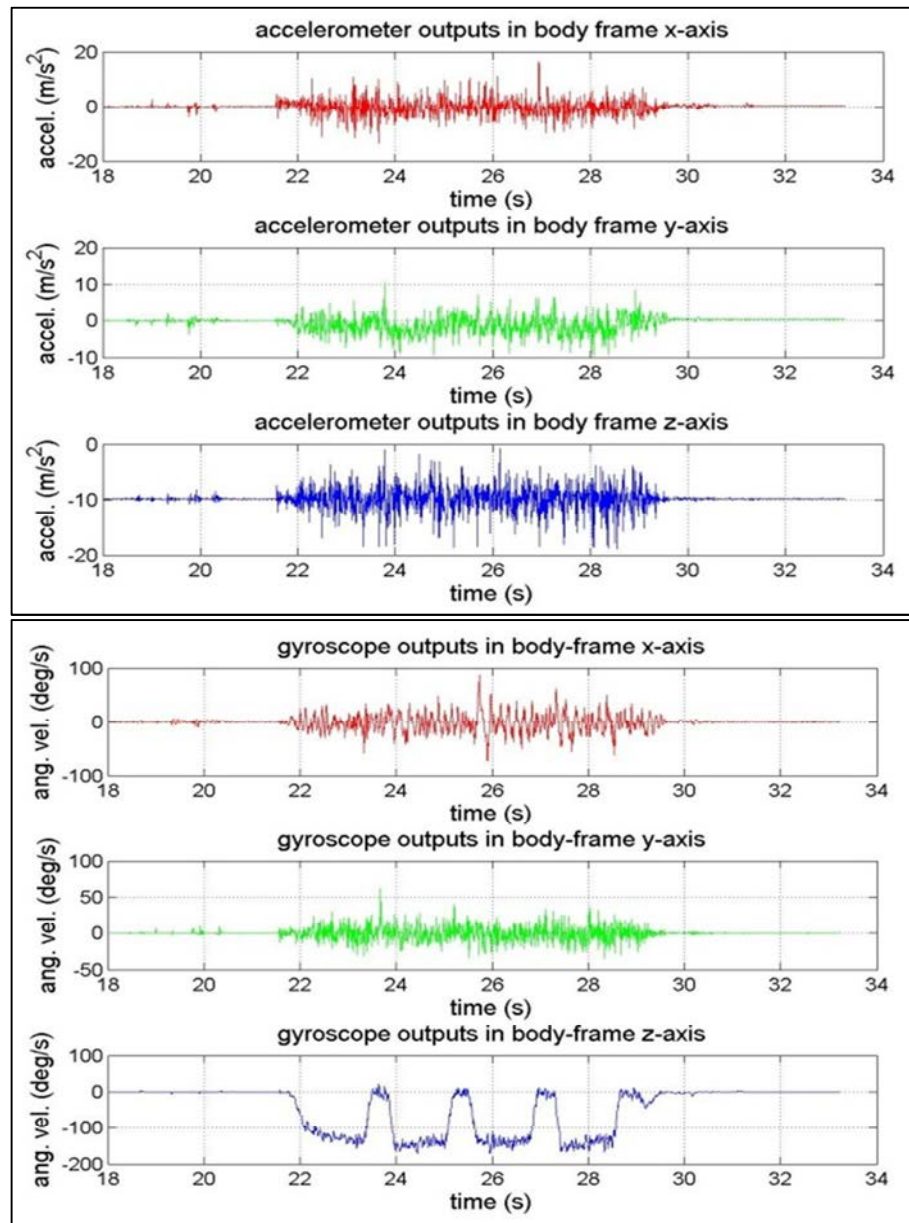 accelerometer outputs in body frame x-axis
accel. (m/s²)
20
0
-20
18 20 22 24 26 28 30 32 34
time (s)
accelerometer outputs in body frame y-axis
accel. (m/s²)
20
10
0
-10
18 20 22 24 26 28 30 32 34
time (s)
accelerometer outputs in body frame z-axis
accel. (m/s²)
0
-10
-20
18 20 22 24 26 28 30 32 34
time (s)
gyroscope outputs in body-frame x-axis
ang. vel. (deg/s)
100
0
-100
18 20 22 24 26 28 30 32 34
time (s)
gyroscope outputs in body-frame y-axis
ang. vel. (deg/s)
100
50
0
-50
18 20 22 24 26 28 30 32 34
time (s)
gyroscope outputs in body-frame z-axis
ang. vel. (deg/s)
100
0
-100
-200
18 20 22 24 26 28 30 32 34
time (s)